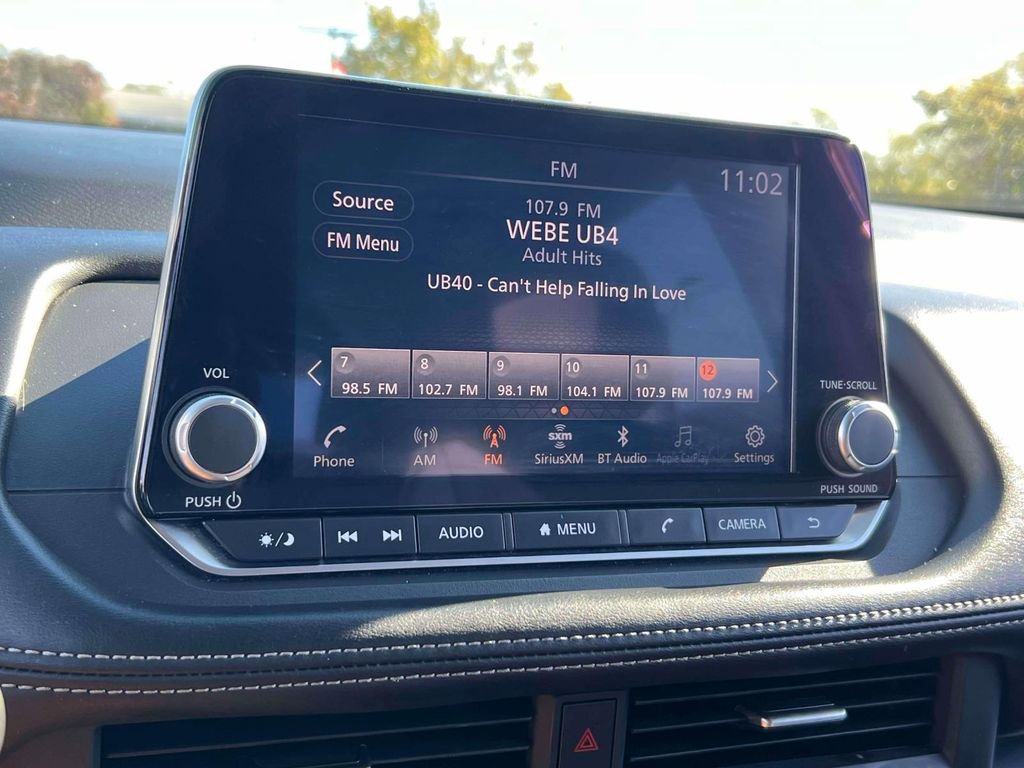 FM
11:02
Source
107.9 FM
FM Menu
WEBE UB4
Adult Hits
UB40 - Can't Help Falling In Love
7 8 9 10 11 12
98.5 FM 102.7 FM 98.1 FM 104.1 FM 107.9 FM 107.9 FM
VOL
TUNE·SCROLL
sxm
Phone AM FM SiriusXM BT Audio Apple CarPlay Settings
PUSH
PUSH SOUND
AUDIO MENU CAMERA